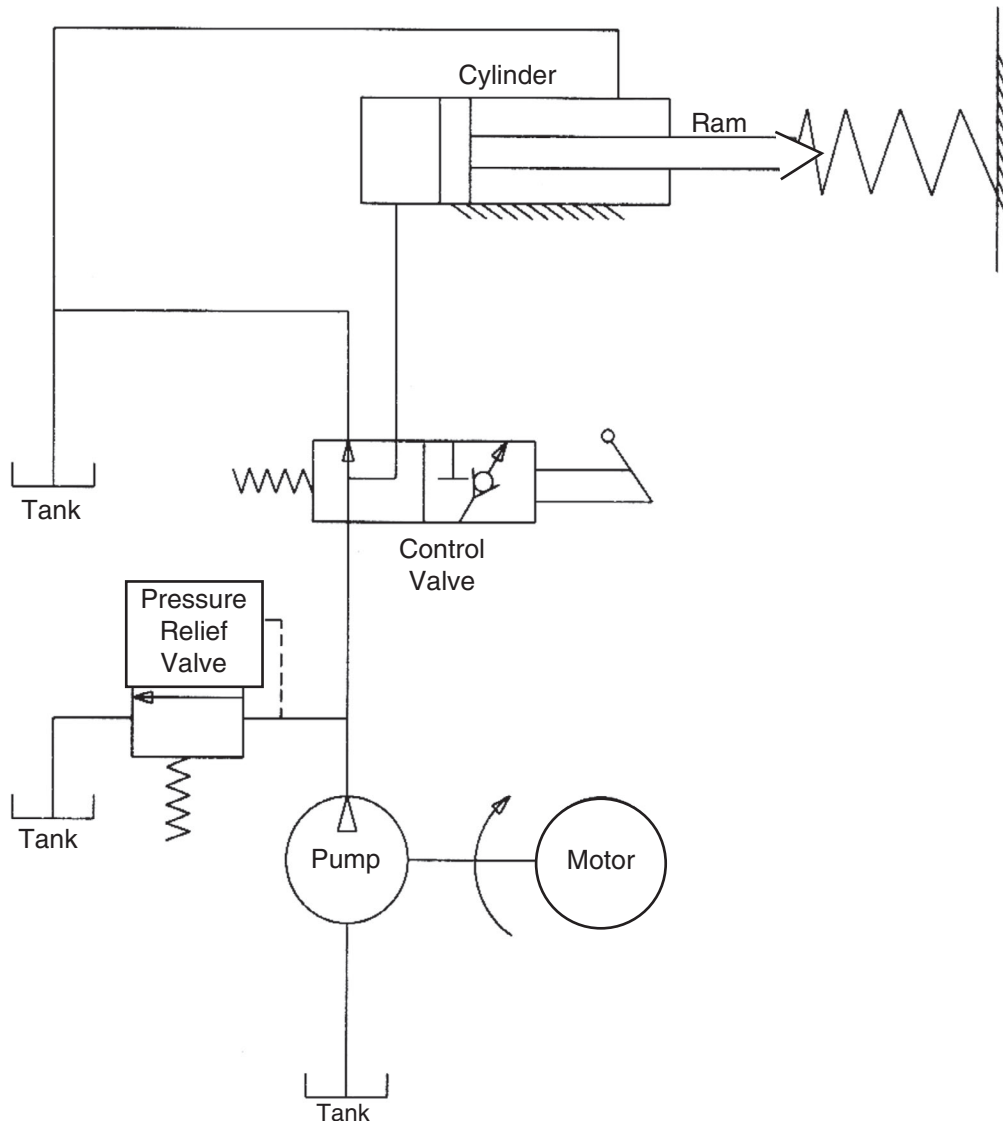 Cylinder
Ram
Tank
Control
Valve
Pressure
Relief
Valve
Tank
Pump
Motor
Tank